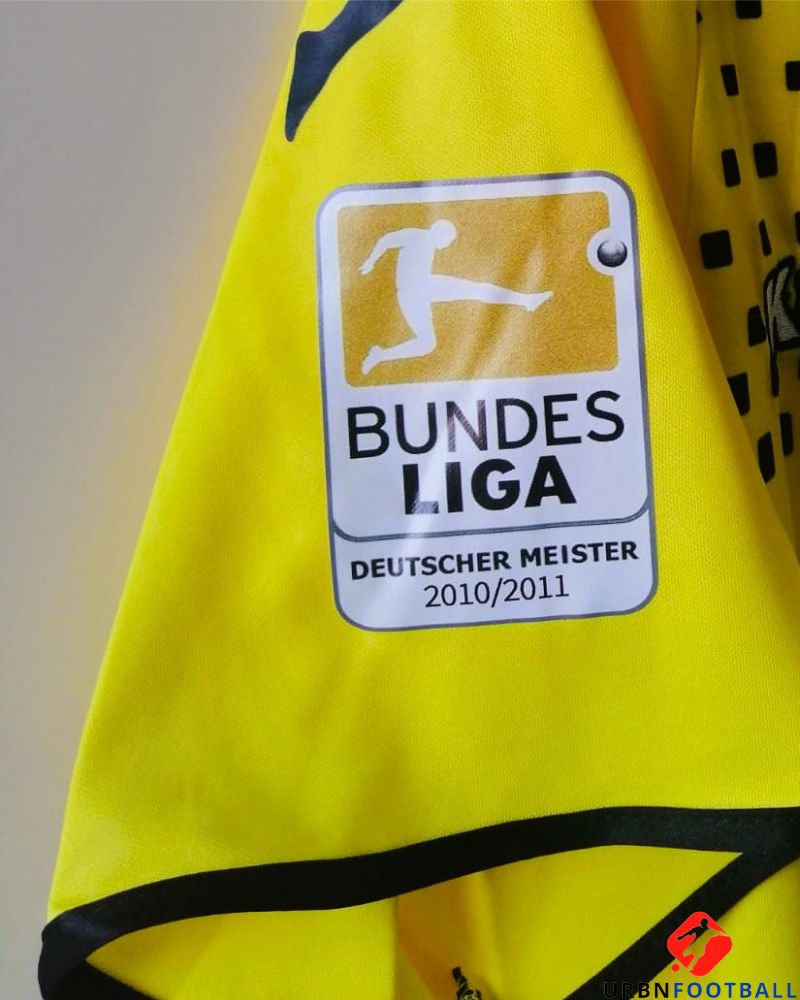 BUNDES
LIGA
DEUTSCHER MEISTER
2010/2011
URBNFOOTBALL